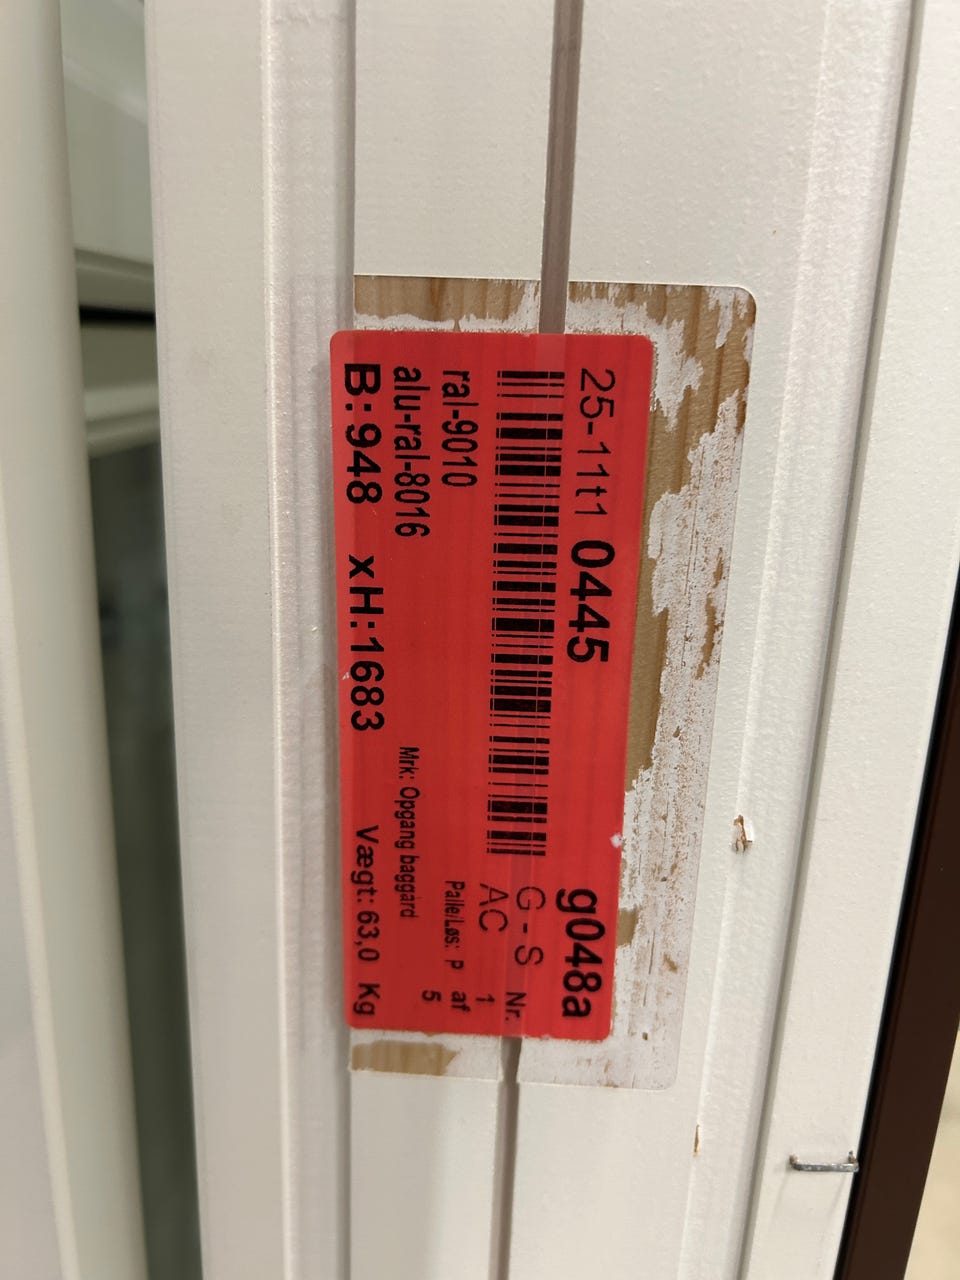 25-11t1 0445 g048a
G - S Nr.
AC 1
ral-9010 Palle/Løs: P af
alu-ral-8016 Mrk: Opgang baggård 5
B:948 xH:1683 Vægt: 63,0 Kg